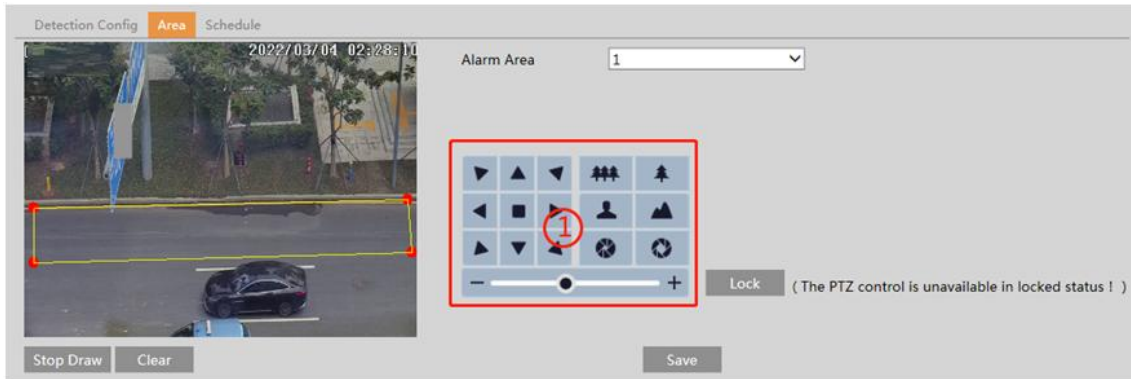 Detection Config Area Schedule
2022/03/04 02:28:10
Alarm Area 1
1
Lock ( The PTZ control is unavailable in locked status ! )
Stop Draw Clear Save